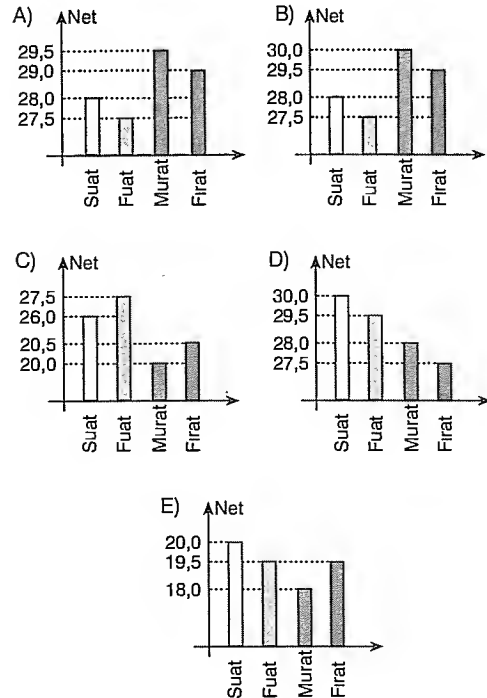 A) Net
29,5
29,0
28,0
27,5
Suat Fuat Murat Fırat
B) Net
30,0
29,5
28,0
27,5
Suat Fuat Murat Fırat
C) Net
27,5
26,0
20,5
20,0
Suat Fuat Murat Fırat
D) Net
30,0
29,5
28,0
27,5
Suat Fuat Murat Fırat
E) Net
20,0
19,5
18,0
Suat Fuat Murat Fırat